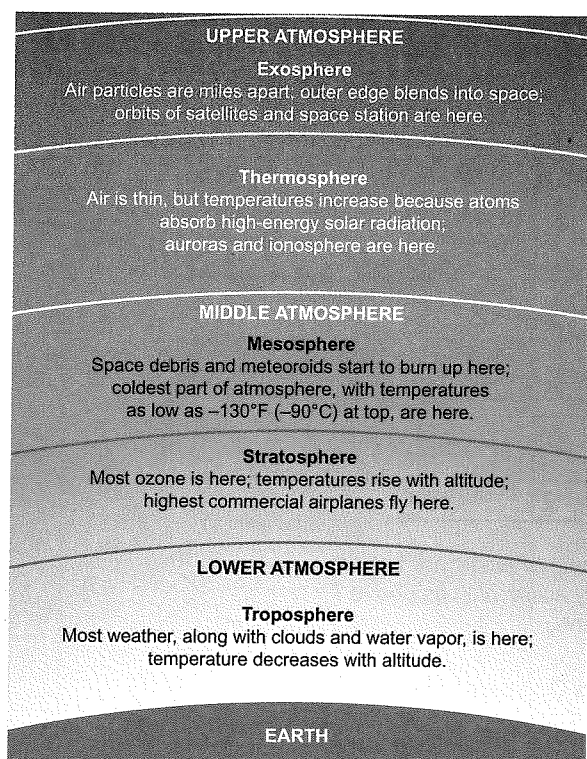 UPPER ATMOSPHERE
Exosphere
Air particles are miles apart; outer edge blends into space;
orbits of satellites and space station are here.
Thermosphere
Air is thin, but temperatures increase because atoms
absorb high-energy solar radiation;
auroras and ionosphere are here.
MIDDLE ATMOSPHERE
Mesosphere
Space debris and meteoroids start to burn up here;
coldest part of atmosphere, with temperatures
as low as –130°F (–90°C) at top, are here.
Stratosphere
Most ozone is here; temperatures rise with altitude;
highest commercial airplanes fly here.
LOWER ATMOSPHERE
Troposphere
Most weather, along with clouds and water vapor, is here;
temperature decreases with altitude.
EARTH